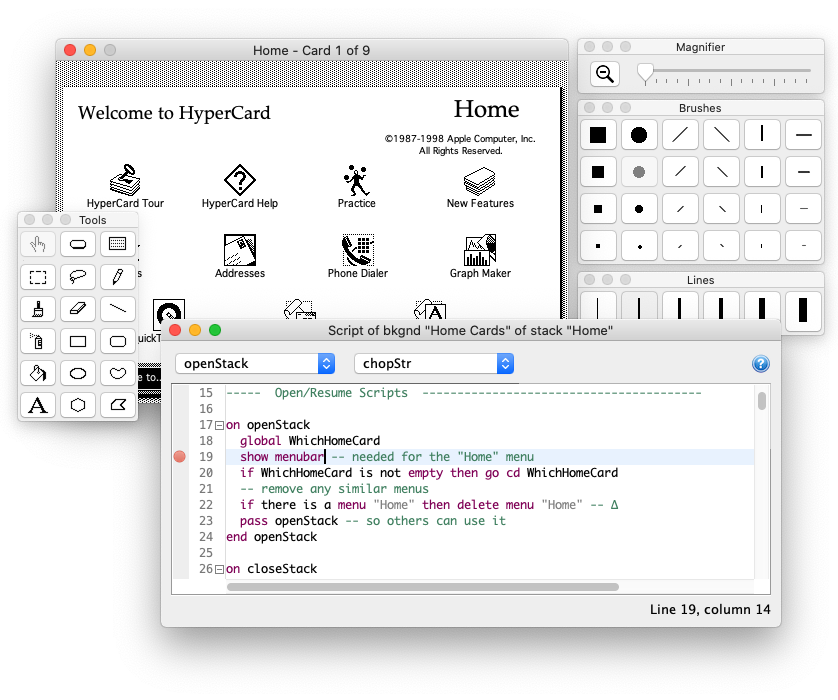 Home - Card 1 of 9
Magnifier
Brushes
Welcome to HyperCard
Home
©1987-1998 Apple Computer, Inc.
All Rights Reserved.
HyperCard Tour
HyperCard Help
Practice
New Features
Tools
s
Addresses
Phone Dialer
Graph Maker
Lines
A
uickT
e to..
A
Script of bkgnd "Home Cards" of stack "Home"
openStack
chopStr
?
15 ----- Open/Resume Scripts ----------------------------------------
16
17 on openStack
18 global WhichHomeCard
19 show menubar -- needed for the "Home" menu
20 if WhichHomeCard is not empty then go cd WhichHomeCard
21 -- remove any similar menus
22 if there is a menu "Home" then delete menu "Home" -- Δ
23 pass openStack -- so others can use it
24 end openStack
25
26 on closeStack
Line 19, column 14